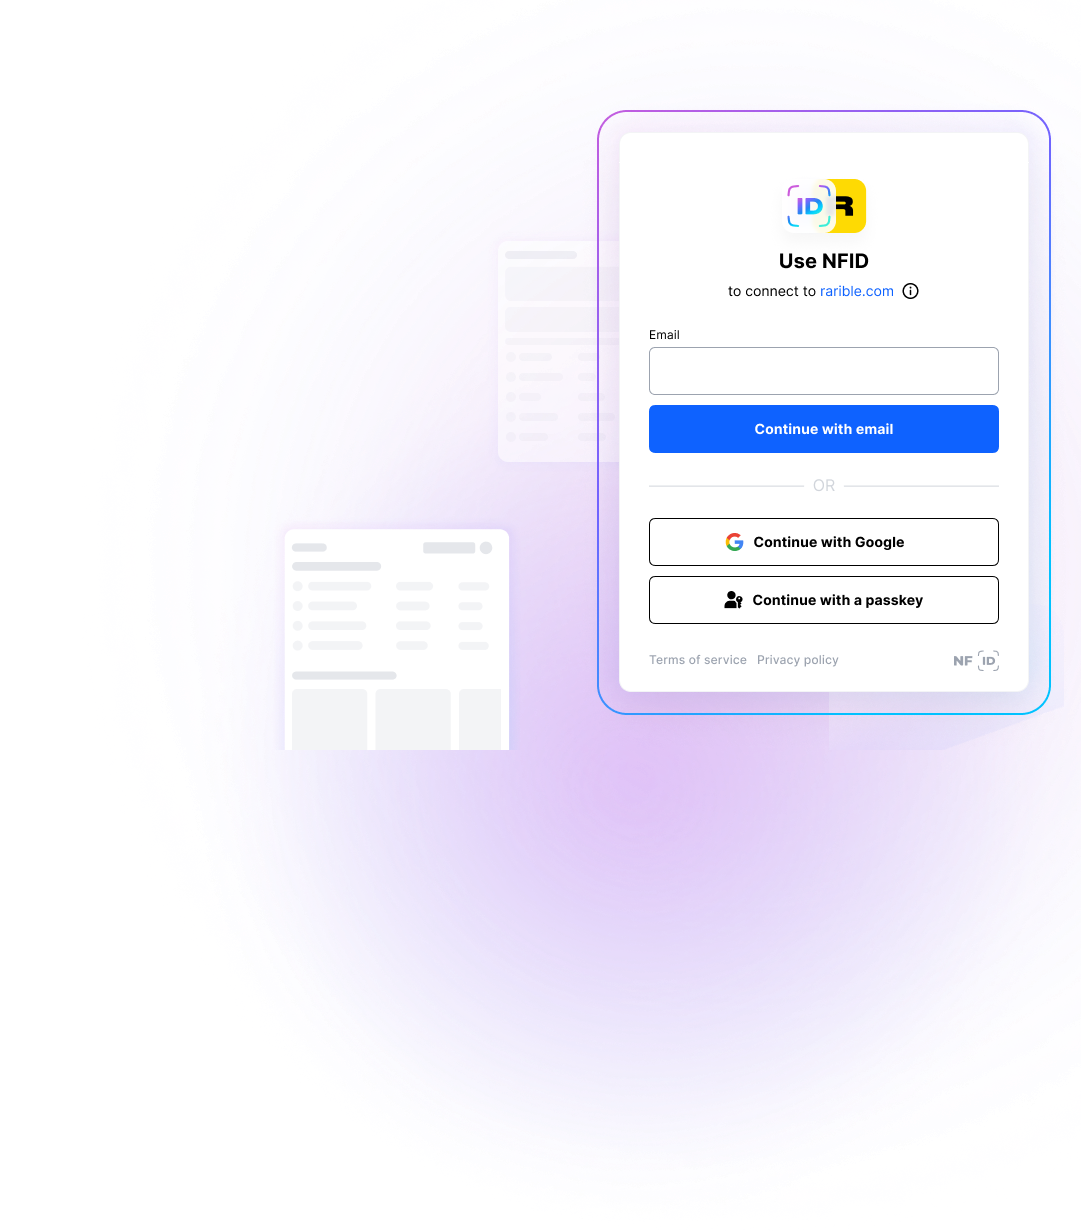 ID R
Use NFID
to connect to rarible.com
Email
Continue with email
OR
Continue with Google
Continue with a passkey
Terms of service Privacy policy NF ID